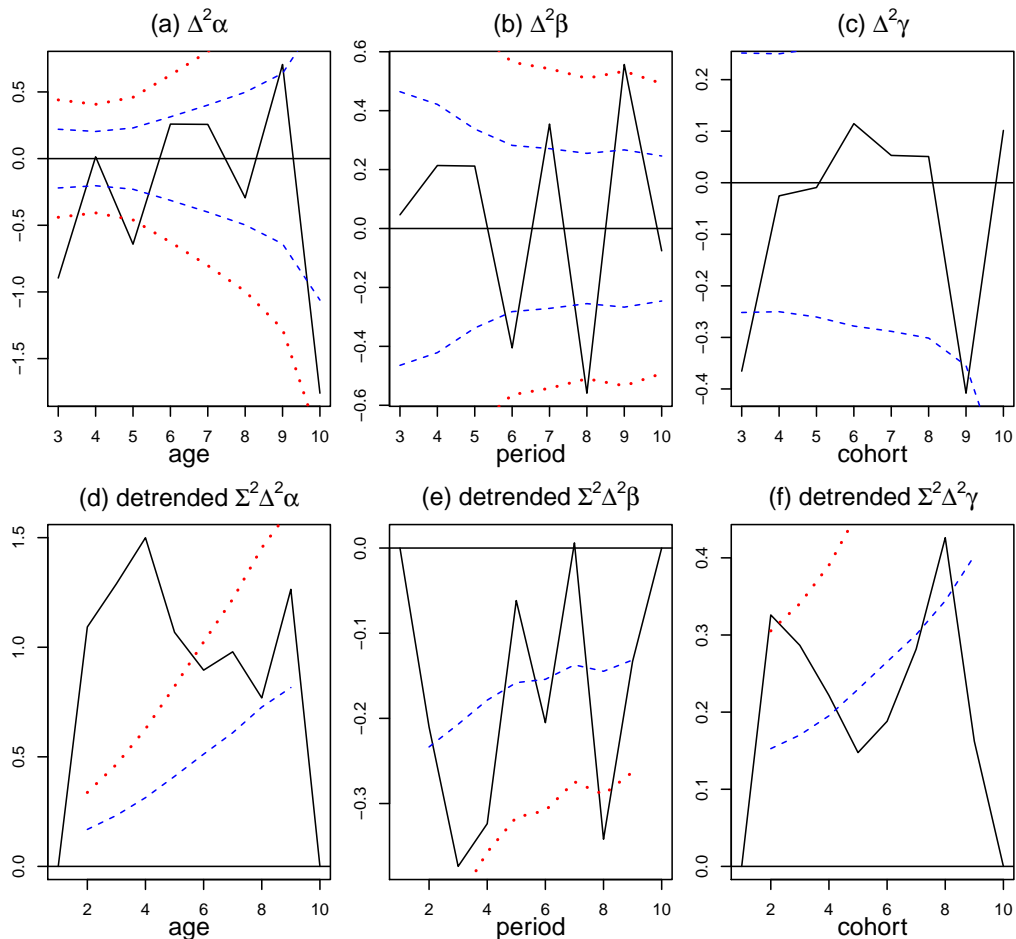 (a) Δ²α
0.5
0.0
−0.5
−1.0
−1.5
3 4 5 6 7 8 9 10
age
(b) Δ²β
0.6
0.4
0.2
0.0
−0.2
−0.4
−0.6
3 4 5 6 7 8 9 10
period
(c) Δ²γ
0.2
0.1
0.0
−0.1
−0.2
−0.3
−0.4
3 4 5 6 7 8 9 10
cohort
(d) detrended Σ²Δ²α
1.5
1.0
0.5
0.0
2 4 6 8 10
age
(e) detrended Σ²Δ²β
0.0
−0.1
−0.2
−0.3
2 4 6 8 10
period
(f) detrended Σ²Δ²γ
0.4
0.3
0.2
0.1
0.0
2 4 6 8 10
cohort